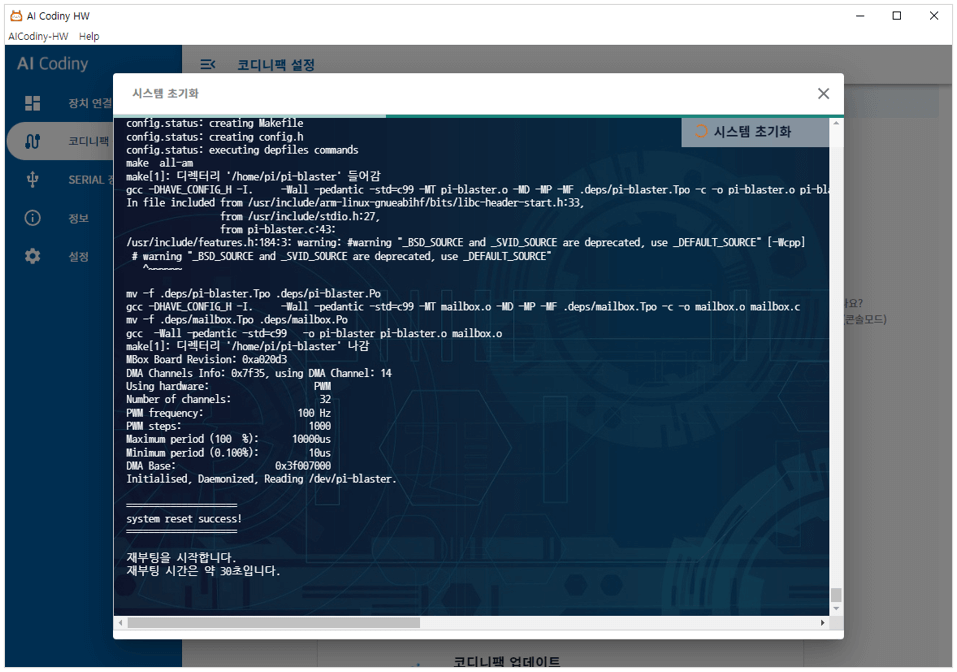 AI Codiny HW
AICodiny-HW Help
AI Codiny
코디니팩 설정
장치 연결
코디니팩
SERIAL
정보
설정
시스템 초기화
시스템 초기화
config.status: creating Makefile
config.status: creating config.h
config.status: executing depfiles commands
make  all-am
make[1]: 디렉터리 '/home/pi/pi-blaster' 들어감
gcc -DHAVE_CONFIG_H -I.     -Wall -pedantic -std=c99 -MT pi-blaster.o -MD -MP -MF .deps/pi-blaster.Tpo -c -o pi-blaster.o pi-bla
In file included from /usr/include/arm-linux-gnueabihf/bits/libc-header-start.h:33,
                 from /usr/include/stdio.h:27,
                 from pi-blaster.c:43:
/usr/include/features.h:184:3: warning: #warning "_BSD_SOURCE and _SVID_SOURCE are deprecated, use _DEFAULT_SOURCE" [-Wcpp]
 # warning "_BSD_SOURCE and _SVID_SOURCE are deprecated, use _DEFAULT_SOURCE"
   ^~~~~~~
mv -f .deps/pi-blaster.Tpo .deps/pi-blaster.Po
gcc -DHAVE_CONFIG_H -I.     -Wall -pedantic -std=c99 -MT mailbox.o -MD -MP -MF .deps/mailbox.Tpo -c -o mailbox.o mailbox.c
mv -f .deps/mailbox.Tpo .deps/mailbox.Po
gcc  -Wall -pedantic -std=c99   -o pi-blaster pi-blaster.o mailbox.o
make[1]: 디렉터리 '/home/pi/pi-blaster' 나감
MBox Board Revision: 0xa020d3
DMA Channels Info: 0x7f35, using DMA Channel: 14
Using hardware:                 PWM
Number of channels:              32
PWM frequency:               100 Hz
PWM steps:                     1000
Maximum period (100  %):      10000us
Minimum period (0.100%):         10us
DMA Base:                  0x3f007000
Initialised, Daemonized, Reading /dev/pi-blaster.
====================
system reset success!
====================
재부팅을 시작합니다.
재부팅 시간은 약 30초입니다.
요?
(콘솔모드)
코디니팩 업데이트